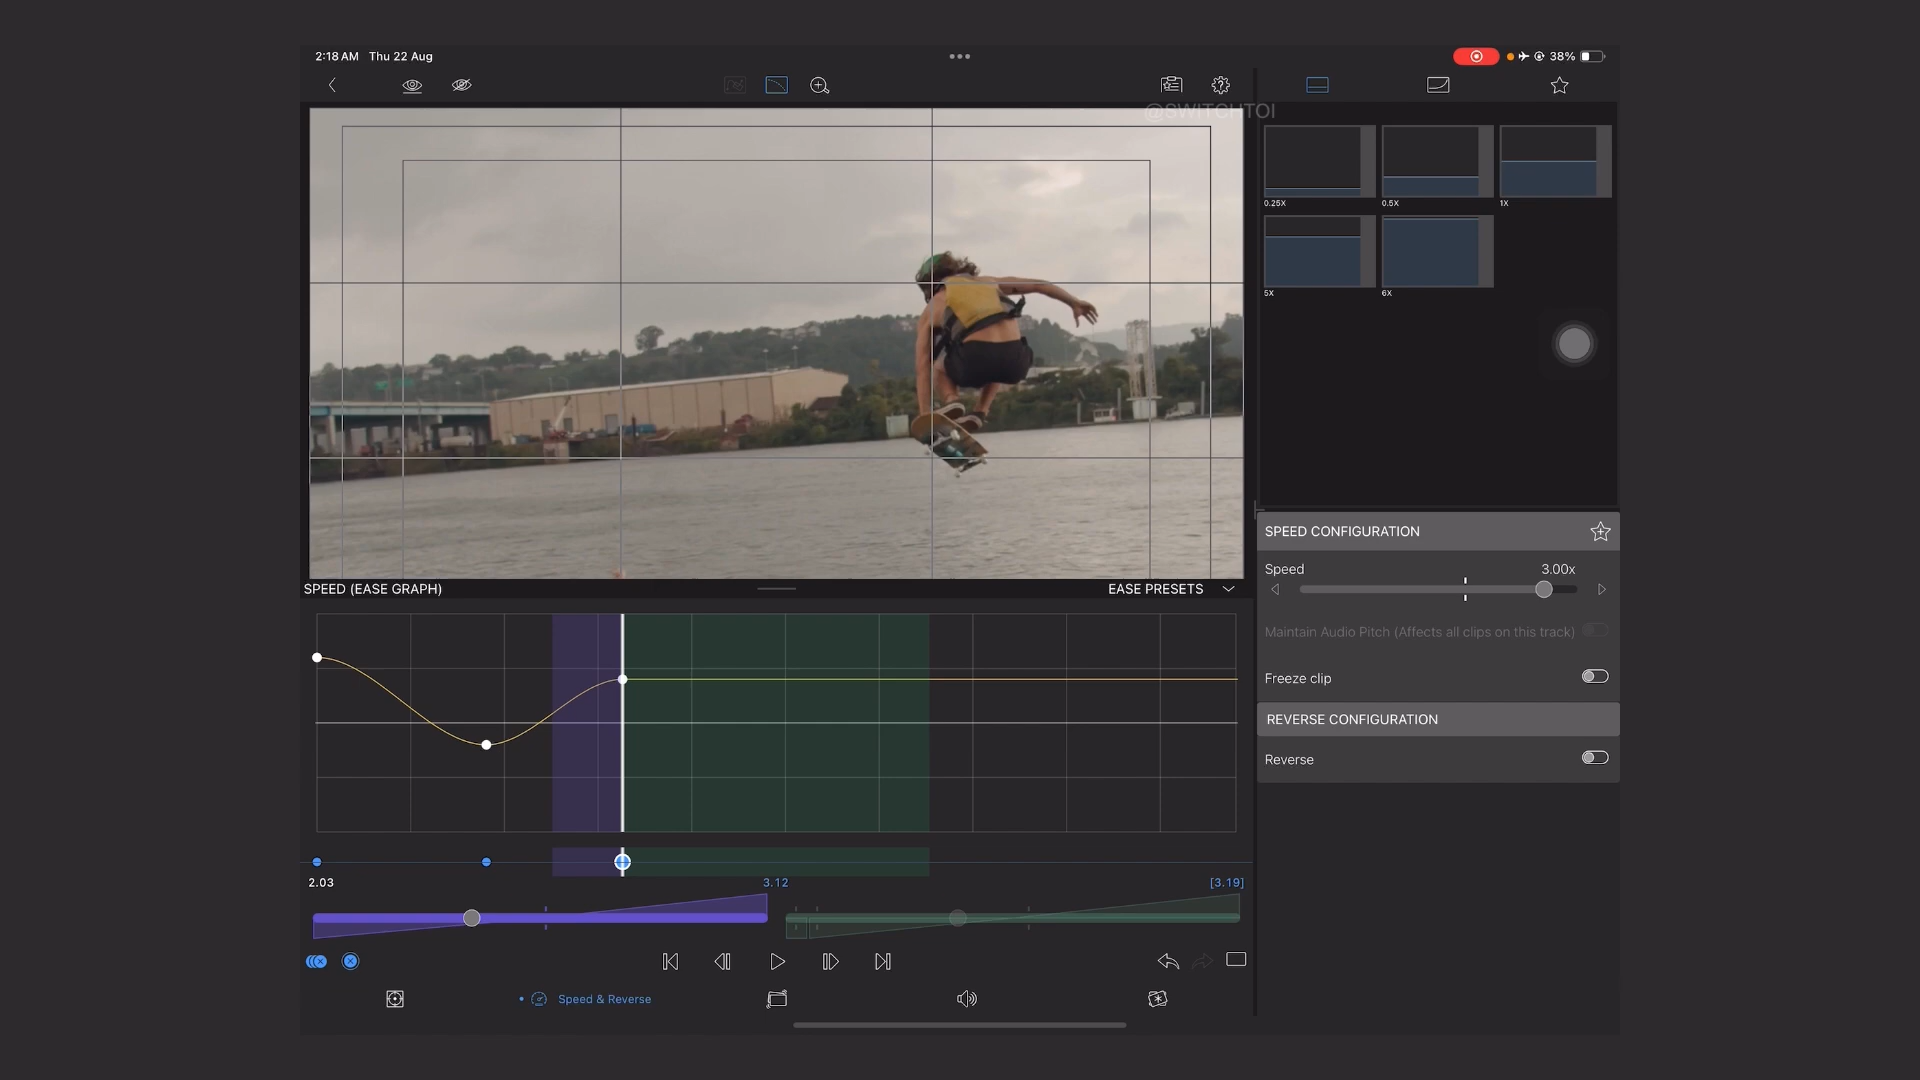 2:18 AM Thu 22 Aug
38%
@SWITCHTOI
0.25X
0.5X
1X
5X
6X
SPEED CONFIGURATION
Speed
3.00x
Maintain Audio Pitch (Affects all clips on this track)
Freeze clip
REVERSE CONFIGURATION
Reverse
SPEED (EASE GRAPH)
EASE PRESETS
2.03
3.12
[3.19]
Speed & Reverse